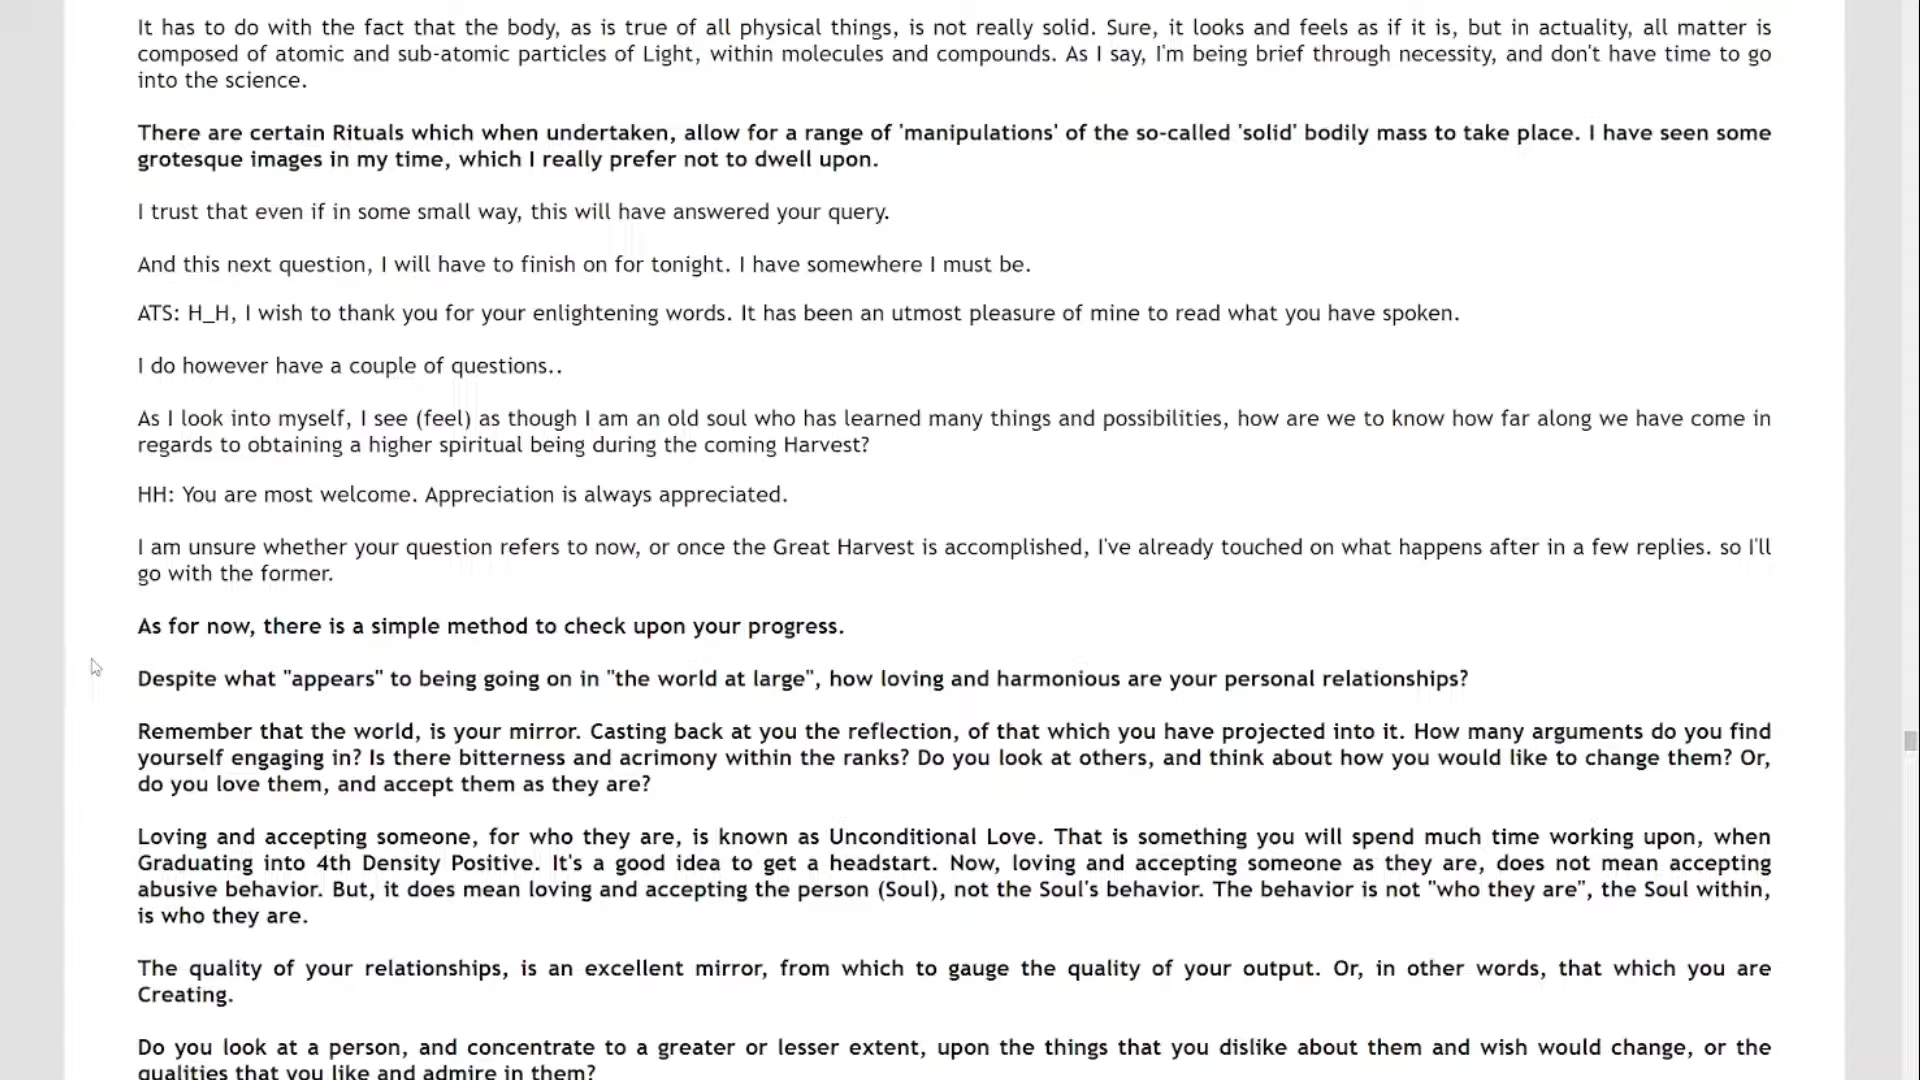 It has to do with the fact that the body, as is true of all physical things, is not really solid. Sure, it looks and feels as if it is, but in actuality, all matter is
composed of atomic and sub-atomic particles of Light, within molecules and compounds. As I say, I'm being brief through necessity, and don't have time to go
into the science.
There are certain Rituals which when undertaken, allow for a range of 'manipulations' of the so-called 'solid' bodily mass to take place. I have seen some
grotesque images in my time, which I really prefer not to dwell upon.
I trust that even if in some small way, this will have answered your query.
And this next question, I will have to finish on for tonight. I have somewhere I must be.
ATS: H_H, I wish to thank you for your enlightening words. It has been an utmost pleasure of mine to read what you have spoken.
I do however have a couple of questions..
As I look into myself, I see (feel) as though I am an old soul who has learned many things and possibilities, how are we to know how far along we have come in
regards to obtaining a higher spiritual being during the coming Harvest?
HH: You are most welcome. Appreciation is always appreciated.
I am unsure whether your question refers to now, or once the Great Harvest is accomplished, I've already touched on what happens after in a few replies. so I'll
go with the former.
As for now, there is a simple method to check upon your progress.
Despite what "appears" to being going on in "the world at large", how loving and harmonious are your personal relationships?
Remember that the world, is your mirror. Casting back at you the reflection, of that which you have projected into it. How many arguments do you find
yourself engaging in? Is there bitterness and acrimony within the ranks? Do you look at others, and think about how you would like to change them? Or,
do you love them, and accept them as they are?
Loving and accepting someone, for who they are, is known as Unconditional Love. That is something you will spend much time working upon, when
Graduating into 4th Density Positive. It's a good idea to get a headstart. Now, loving and accepting someone as they are, does not mean accepting
abusive behavior. But, it does mean loving and accepting the person (Soul), not the Soul's behavior. The behavior is not "who they are", the Soul within,
is who they are.
The quality of your relationships, is an excellent mirror, from which to gauge the quality of your output. Or, in other words, that which you are
Creating.
Do you look at a person, and concentrate to a greater or lesser extent, upon the things that you dislike about them and wish would change, or the
qualities that you like and admire in them?